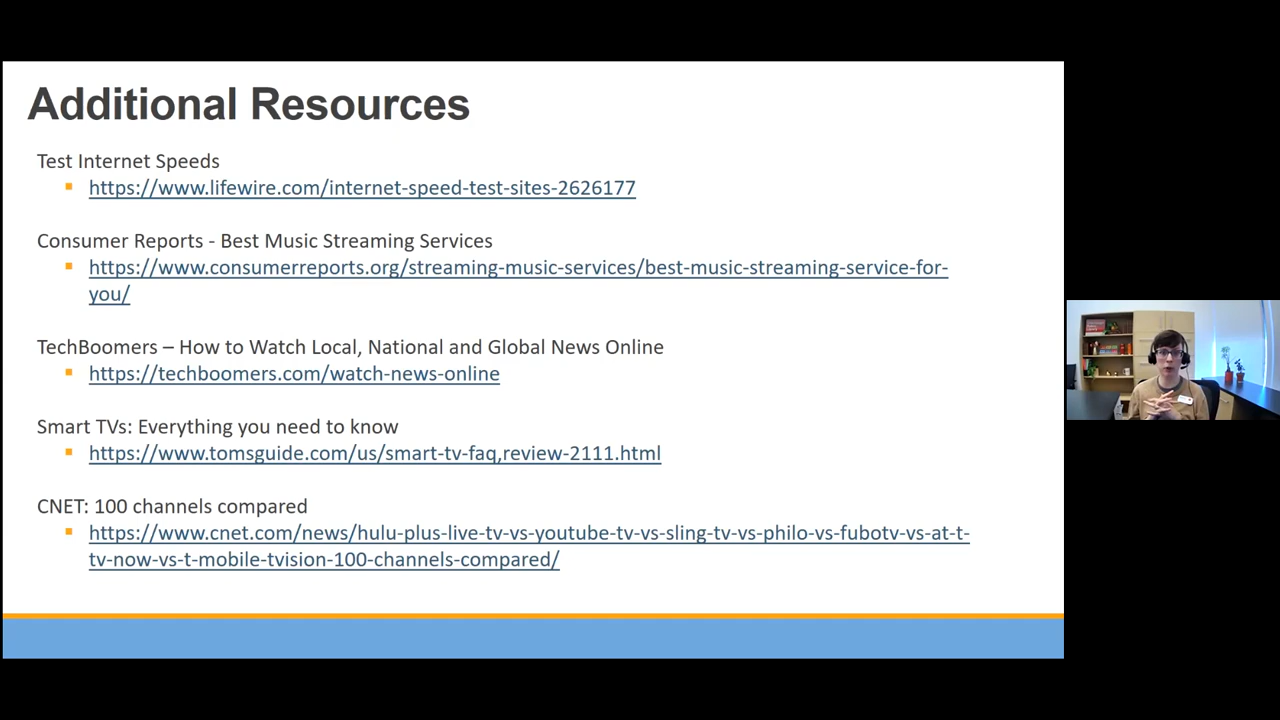 Additional Resources
Test Internet Speeds
https://www.lifewire.com/internet-speed-test-sites-2626177
Consumer Reports - Best Music Streaming Services
https://www.consumerreports.org/streaming-music-services/best-music-streaming-service-for-
you/
TechBoomers – How to Watch Local, National and Global News Online
https://techboomers.com/watch-news-online
Smart TVs: Everything you need to know
https://www.tomsguide.com/us/smart-tv-faq,review-2111.html
CNET: 100 channels compared
https://www.cnet.com/news/hulu-plus-live-tv-vs-youtube-tv-vs-sling-tv-vs-philo-vs-fubotv-vs-at-t-
tv-now-vs-t-mobile-tvision-100-channels-compared/